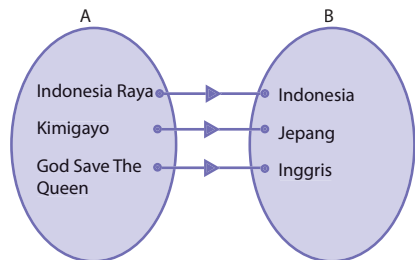 A
B
Indonesia Raya
Kimigayo
God Save The
Queen
Indonesia
Jepang
Inggris